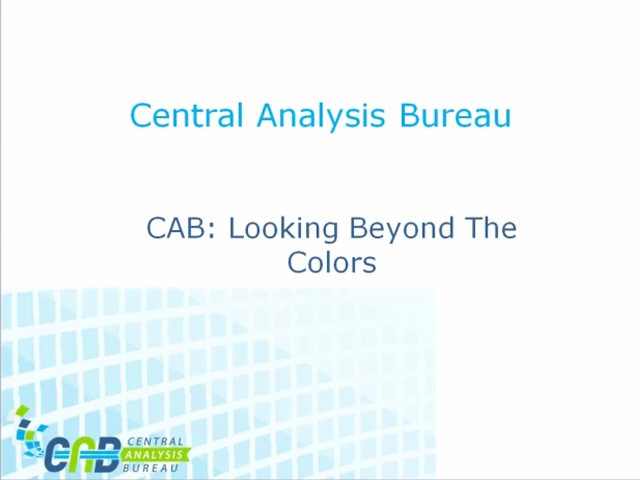 Central Analysis Bureau
CAB: Looking Beyond The
Colors
CAB
CENTRAL
ANALYSIS
BUREAU